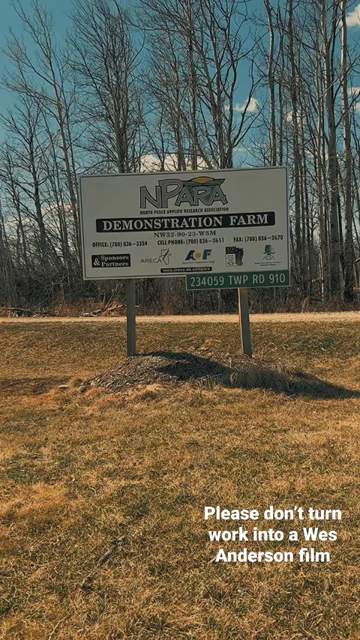 NPARA
NORTH PEACE APPLIED RESEARCH ASSOCIATION
DEMONSTRATION FARM
NW22-90-23-W5M
OFFICE: (780) 836-3354 CELL PHONE: (780) 836-5651 FAX: (780) 836-2670
Sponsors
& Partners
ARECA
234059 TWP RD 910
Please don't turn
work into a Wes
Anderson film